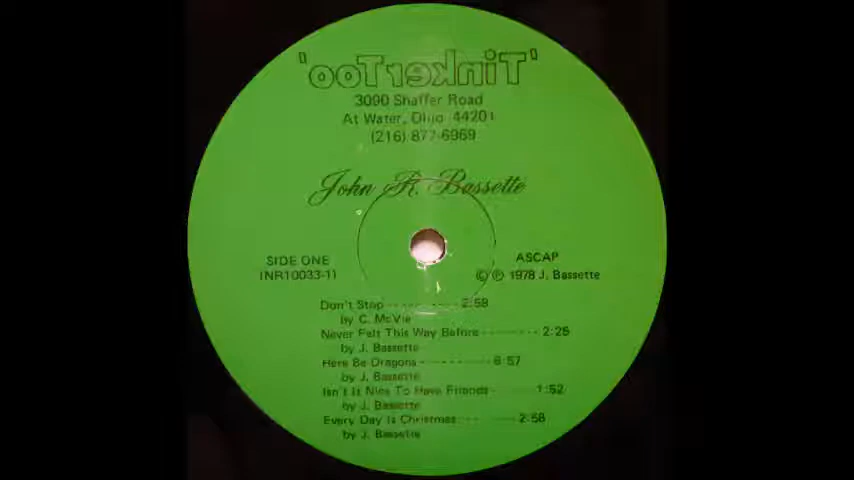 'TinkerToo'
3090 Shaffer Road
At Water, Ohio 44201
(216) 877-6969
John R. Bassette
SIDE ONE
(NR10033-1)
ASCAP
© ℗ 1978 J. Bassette
Don't Stop - - - - - - - - - - - 2:58
by C. McVie
Never Felt This Way Before - - - - - - - - - 2:25
by J. Bassette
Here Be Dragons - - - - - - - - - - - 6:57
by J. Bassette
Isn't It Nice To Have Friends - - - - - - - 1:52
by J. Bassette
Every Day Is Christmas - - - - - - - - 2:58
by J. Bassette